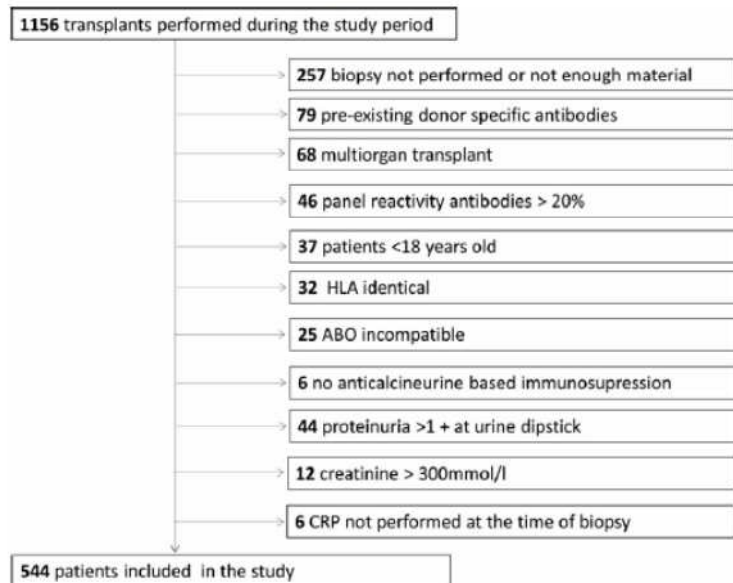 1156 transplants performed during the study period
257 biopsy not performed or not enough material
79 pre-existing donor specific antibodies
68 multiorgan transplant
46 panel reactivity antibodies > 20%
37 patients <18 years old
32 HLA identical
25 ABO incompatible
6 no anticalcineurine based immunosupression
44 proteinuria >1 + at urine dipstick
12 creatinine > 300mmol/l
6 CRP not performed at the time of biopsy
544 patients included in the study